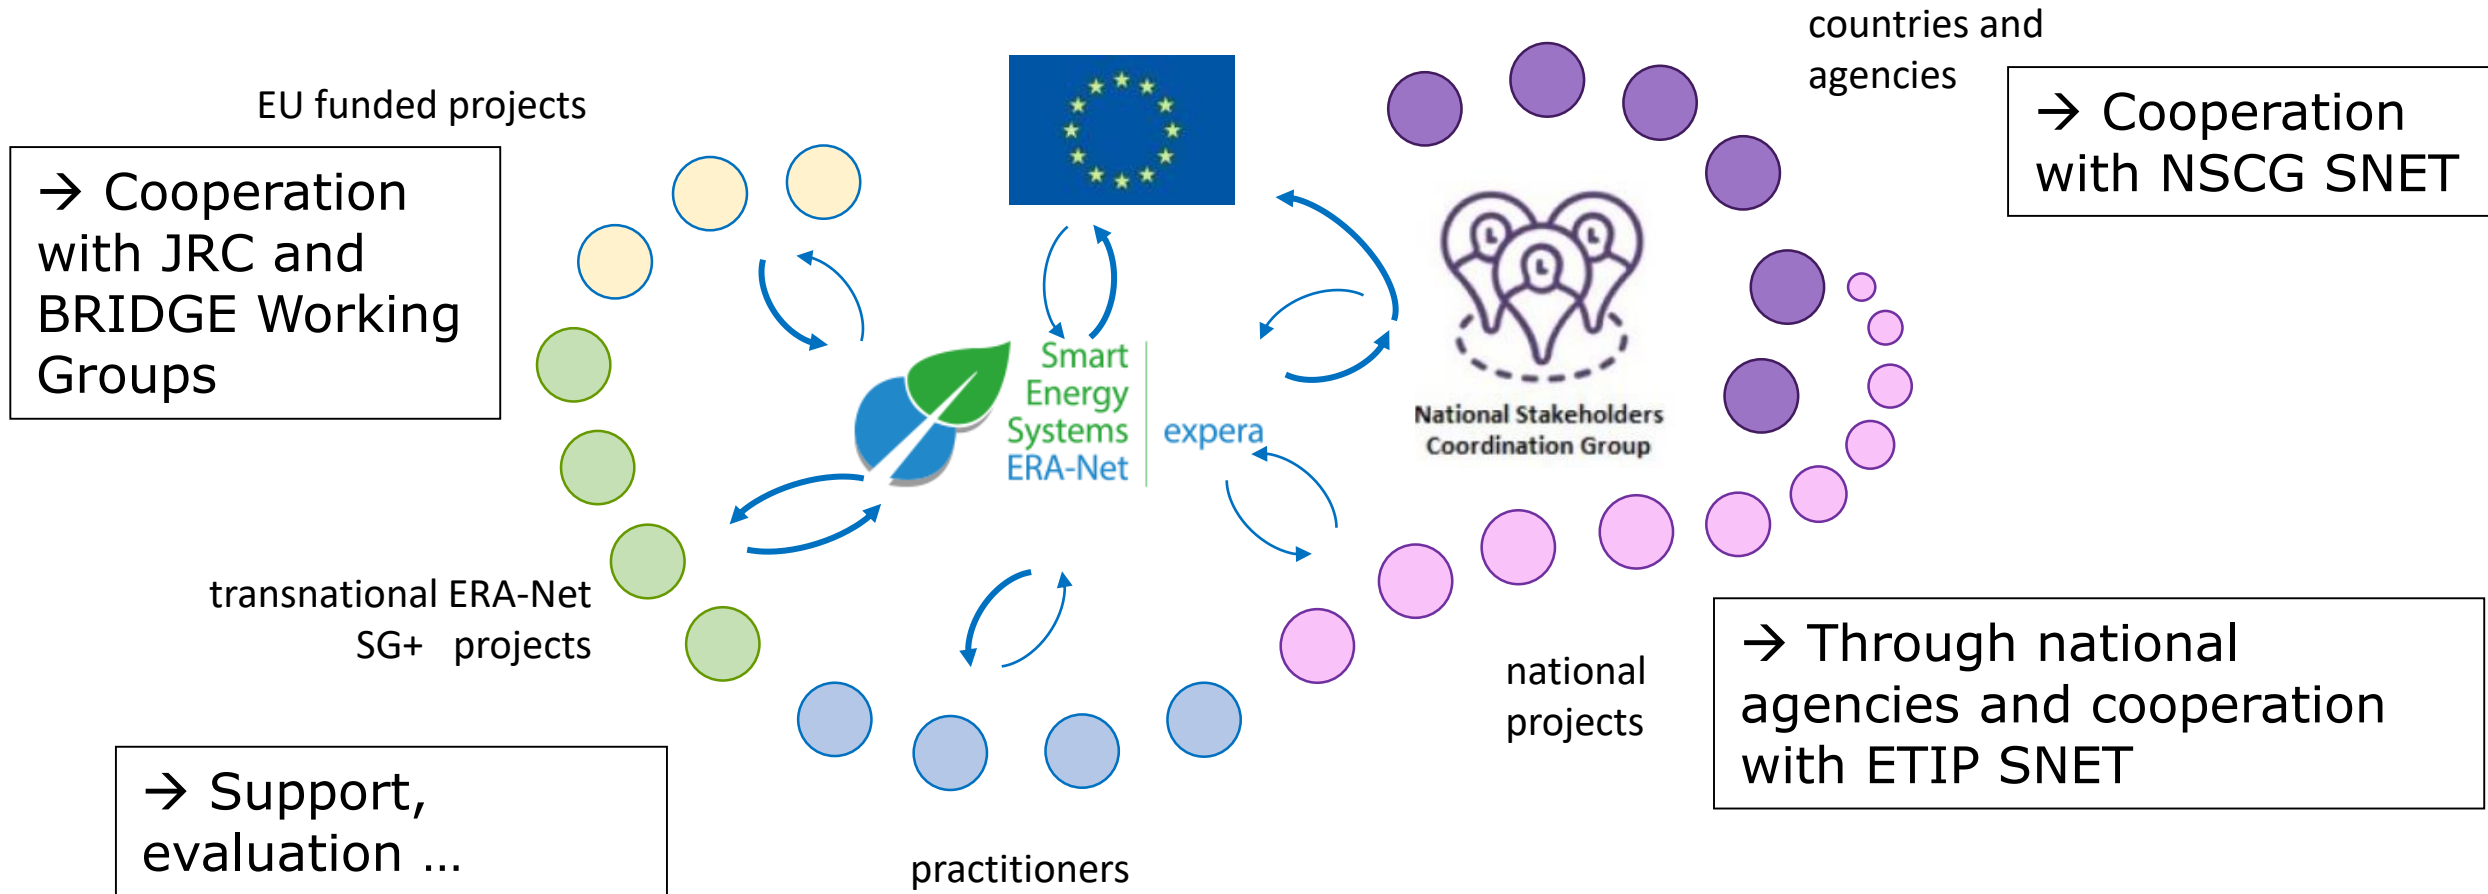 countries and
agencies
EU funded projects
→ Cooperation
with NSCG SNET
→ Cooperation
with JRC and
BRIDGE Working
Groups
Smart
Energy
Systems
ERA-Net
expera
National Stakeholders
Coordination Group
transnational ERA-Net
SG+ projects
national
projects
→ Through national
agencies and cooperation
with ETIP SNET
→ Support,
evaluation ...
practitioners